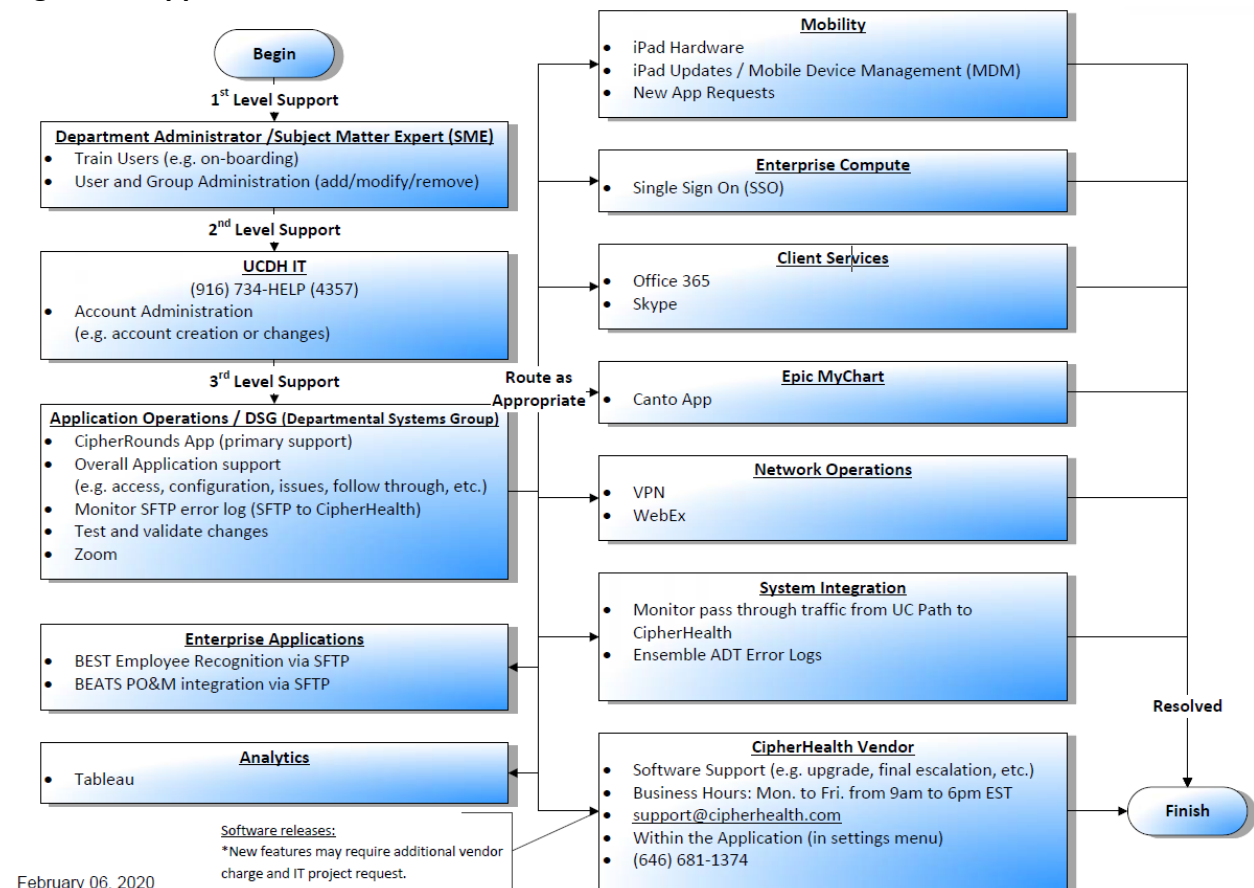 Begin
1st Level Support
Department Administrator /Subject Matter Expert (SME)
• Train Users (e.g. on-boarding)
• User and Group Administration (add/modify/remove)
2nd Level Support
UCDH IT
(916) 734-HELP (4357)
• Account Administration
(e.g. account creation or changes)
3rd Level Support
Application Operations / DSG (Departmental Systems Group)
• CipherRounds App (primary support)
• Overall Application support
(e.g. access, configuration, issues, follow through, etc.)
• Monitor SFTP error log (SFTP to CipherHealth)
• Test and validate changes
• Zoom
Enterprise Applications
• BEST Employee Recognition via SFTP
• BEATS PO&M integration via SFTP
Analytics
• Tableau
Software releases:
*New features may require additional vendor
charge and IT project request.
February 06, 2020
Route as
Appropriate
Mobility
• iPad Hardware
• iPad Updates / Mobile Device Management (MDM)
• New App Requests
Enterprise Compute
• Single Sign On (SSO)
Client Services
• Office 365
• Skype
Epic MyChart
• Canto App
Network Operations
• VPN
• WebEx
System Integration
• Monitor pass through traffic from UC Path to
CipherHealth
• Ensemble ADT Error Logs
CipherHealth Vendor
• Software Support (e.g. upgrade, final escalation, etc.)
• Business Hours: Mon. to Fri. from 9am to 6pm EST
• support@cipherhealth.com
• Within the Application (in settings menu)
• (646) 681-1374
Resolved
Finish